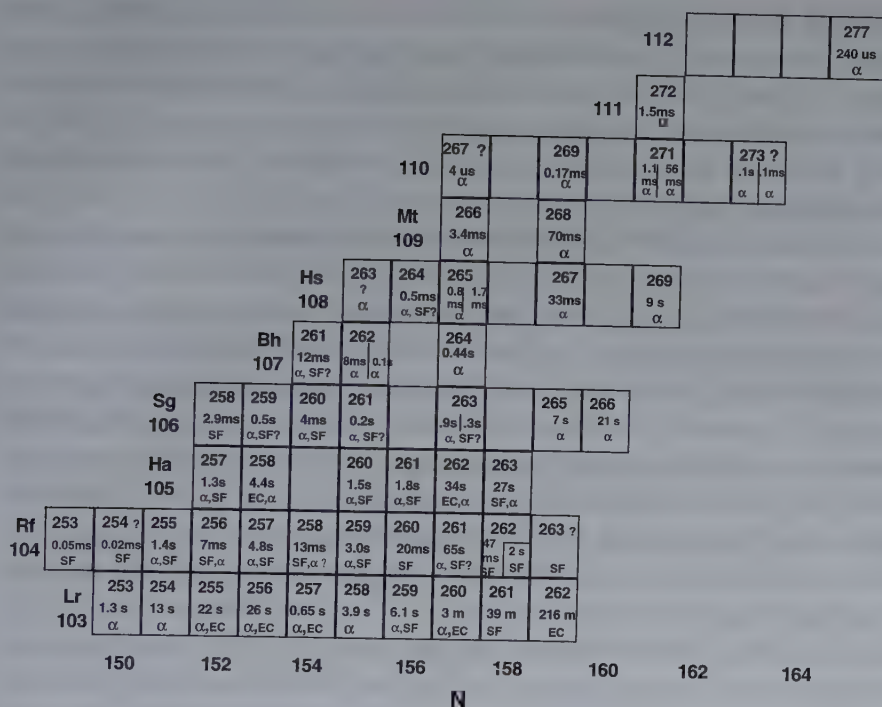 112
277
240 us
α
111
272
1.5ms
110
267 ? 269 271 273 ?
4 us 0.17ms 1.1 ms 56 ms .1s .1ms
α α α α α α
Mt 109
266 268
3.4ms 70ms
α α
Hs 108
263 264 265 267 269
? 0.5ms 0.8 ms 1.7 ms 33ms 9 s
α α, SF? α α α
Bh 107
261 262 264
12ms 8ms 0.1s 0.44s
α, SF? α α α
Sg 106
258 259 260 261 263 265 266
2.9ms 0.5s 4ms 0.2s .9s .3s 7 s 21 s
SF α,SF? α,SF α, SF? α, SF? α α
Ha 105
257 258 260 261 262 263
1.3s 4.4s 1.5s 1.8s 34s 27s
α,SF EC,α α,SF α,SF EC,α SF,α
Rf 104
253 254 ? 255 256 257 258 259 260 261 262 263 ?
0.05ms 0.02ms 1.4s 7ms 4.8s 13ms 3.0s 20ms 65s 47 ms 2 s
SF SF α,SF SF,α α,SF SF,α ? α,SF SF α, SF? SF SF SF
Lr 103
253 254 255 256 257 258 259 260 261 262
1.3 s 13 s 22 s 26 s 0.65 s 3.9 s 6.1 s 3 m 39 m 216 m
α α α,EC α,EC α,EC α α,SF α,EC SF EC
150 152 154 156 158 160 162 164
N